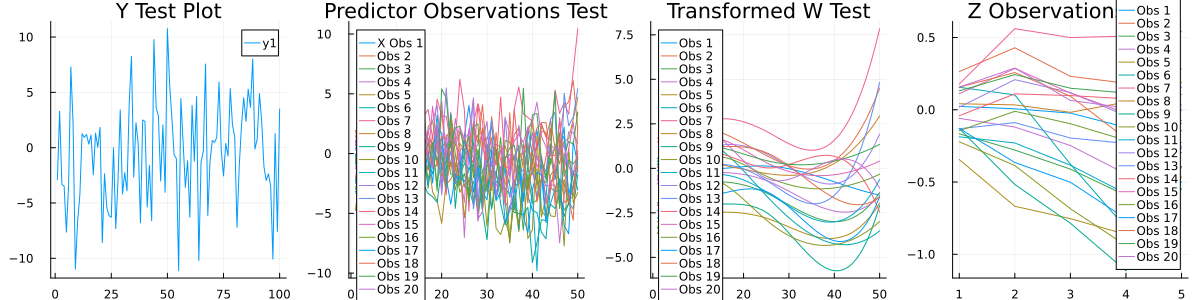 Y Test Plot
y1
10
5
0
−5
−10
0 25 50 75 100
Predictor Observations Test
X Obs 1
Obs 2
Obs 3
Obs 4
Obs 5
Obs 6
Obs 7
Obs 8
Obs 9
Obs 10
Obs 11
Obs 12
Obs 13
Obs 14
Obs 15
Obs 16
Obs 17
Obs 18
Obs 19
Obs 20
10
5
0
−5
−10
0 20 30 40 50
Transformed W Test
Obs 1
Obs 2
Obs 3
Obs 4
Obs 5
Obs 6
Obs 7
Obs 8
Obs 9
Obs 10
Obs 11
Obs 12
Obs 13
Obs 14
Obs 15
Obs 16
Obs 17
Obs 18
Obs 19
Obs 20
7.5
5.0
2.5
0.0
−2.5
−5.0
0 20 30 40 50
Z Observation
Obs 1
Obs 2
Obs 3
Obs 4
Obs 5
Obs 6
Obs 7
Obs 8
Obs 9
Obs 10
Obs 11
Obs 12
Obs 13
Obs 14
Obs 15
Obs 16
Obs 17
Obs 18
Obs 19
Obs 20
0.5
0.0
−0.5
−1.0
1 2 3 4 5